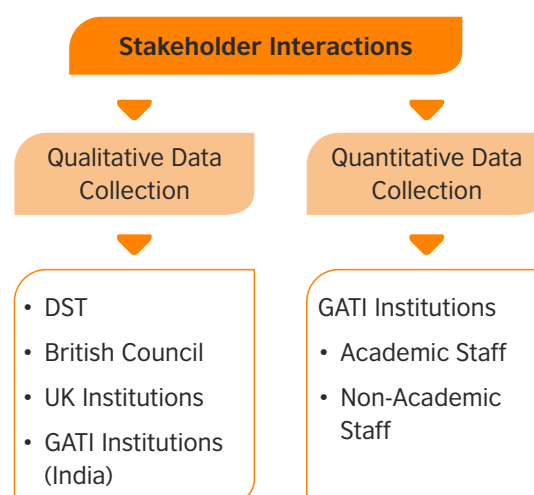 Stakeholder Interactions
Qualitative Data
Collection
• DST
• British Council
• UK Institutions
• GATI Institutions
(India)
Quantitative Data
Collection
GATI Institutions
• Academic Staff
• Non-Academic
Staff